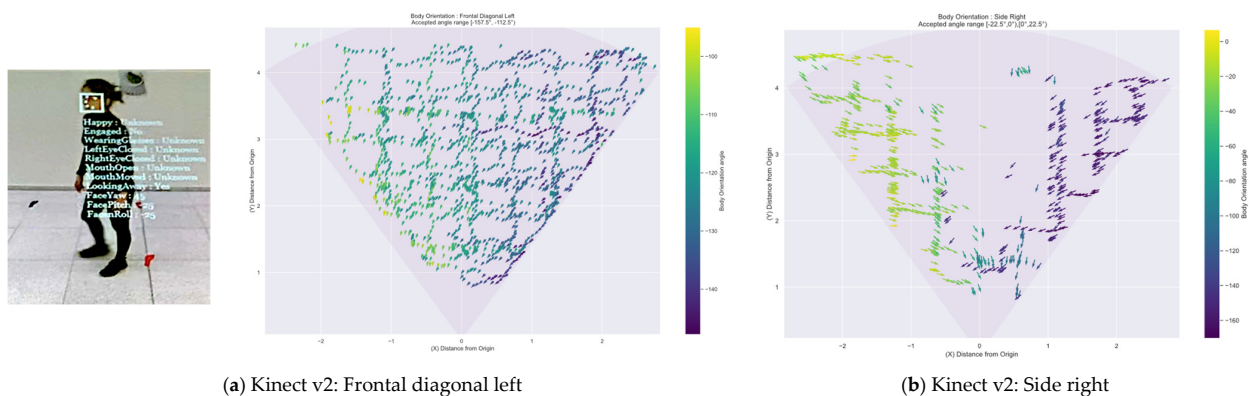 Happy : Unknown
Engaged : No
WearingGlasses : Unknown
LeftEyeClosed : Unknown
RightEyeClosed : Unknown
MouthOpen : Unknown
MouthMoved : Unknown
LookingAway : Yes
FaceYaw : 45
FacePitch : -25
Body Orientation : Frontal Diagonal Left
Accepted angle range [-157.5°, -112.5°)
(Y) Distance from Origin
4
3
2
1
−2
−1
0
1
2
(X) Distance from Origin
−100
−110
−120
−130
−140
Body Orientation angle
(a) Kinect v2: Frontal diagonal left
Body Orientation : Side Right
Accepted angle range [-22.5°,0°),[0°,22.5°)
(Y) Distance from Origin
4
3
2
1
−2
−1
0
1
2
(X) Distance from Origin
0
−20
−40
−60
−80
−100
−120
−140
−160
Body Orientation angle
(b) Kinect v2: Side right